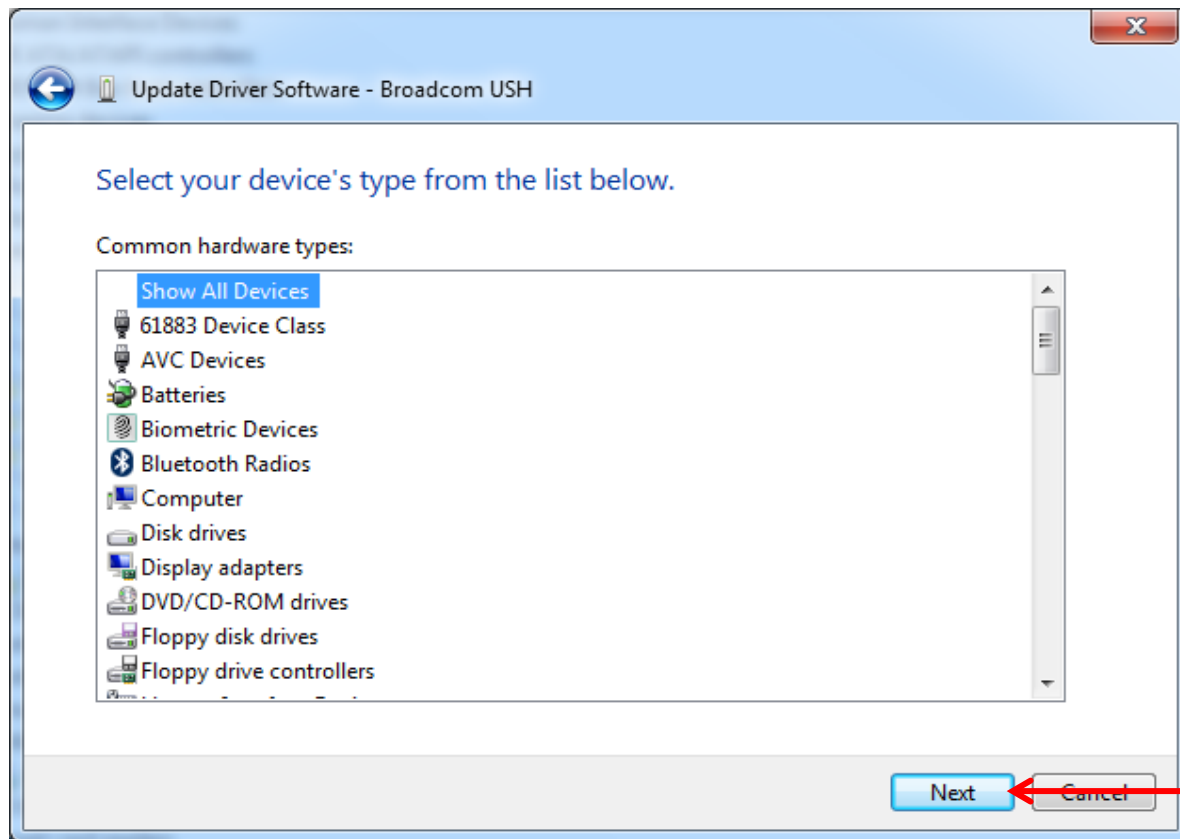 Update Driver Software - Broadcom USH
Select your device's type from the list below.
Common hardware types:
Show All Devices
61883 Device Class
AVC Devices
Batteries
Biometric Devices
Bluetooth Radios
Computer
Disk drives
Display adapters
DVD/CD-ROM drives
Floppy disk drives
Floppy drive controllers
Next Cancel